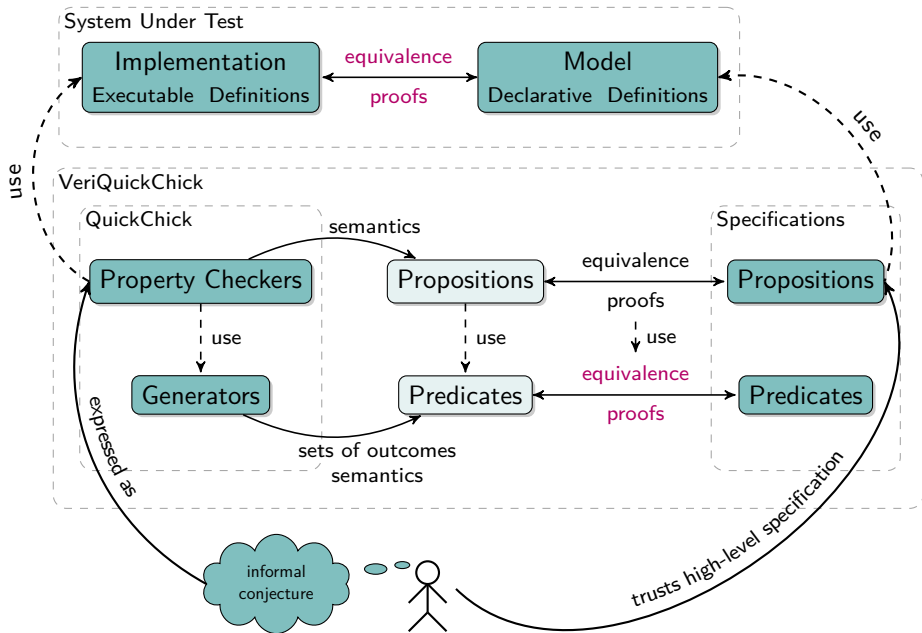 System Under Test
Implementation
Executable Definitions
equivalence
proofs
Model
Declarative Definitions
use
use
VeriQuickChick
QuickChick
semantics
Specifications
Property Checkers
Propositions
equivalence
proofs
Propositions
use
use
use
Generators
Predicates
equivalence
proofs
Predicates
sets of outcomes
semantics
expressed as
trusts high-level specification
informal
conjecture